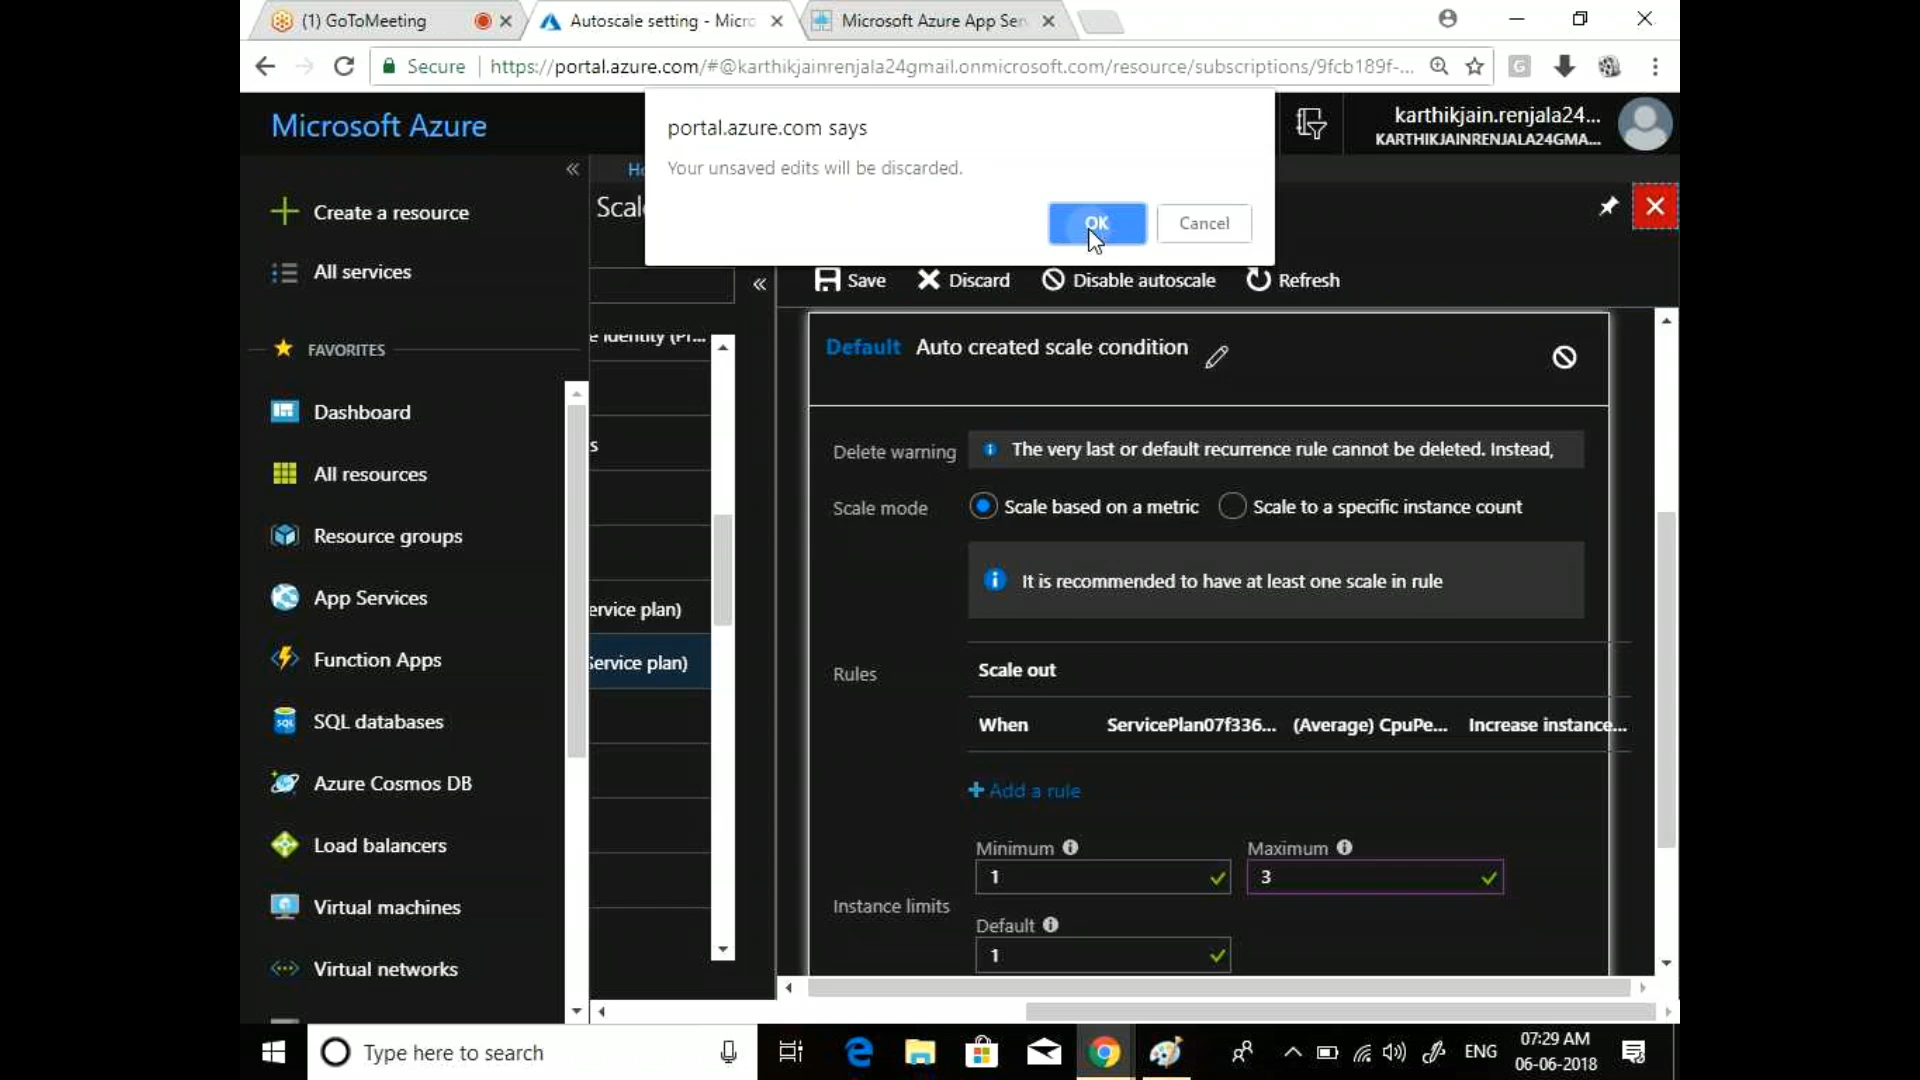 (1) GoToMeeting
Autoscale setting - Micro
Microsoft Azure App Ser
Secure
https://portal.azure.com/#@karthikjainrenjala24gmail.onmicrosoft.com/resource/subscriptions/9fcb189f-...
Microsoft Azure
karthikjain.renjala24...
KARTHIKJAINRENJALA24GMA...
portal.azure.com says
Your unsaved edits will be discarded.
OK
Cancel
Create a resource
All services
FAVORITES
Dashboard
All resources
Resource groups
App Services
Function Apps
SQL databases
Azure Cosmos DB
Load balancers
Virtual machines
Virtual networks
Ho
Scal
s
ervice plan)
Service plan)
Save
Discard
Disable autoscale
Refresh
Default Auto created scale condition
Delete warning
The very last or default recurrence rule cannot be deleted. Instead,
Scale mode
Scale based on a metric
Scale to a specific instance count
It is recommended to have at least one scale in rule
Rules
Scale out
When ServicePlan07f336... (Average) CpuPe... Increase instance...
Add a rule
Instance limits
Minimum
1
Maximum
3
Default
1
Type here to search
ENG
07:29 AM
06-06-2018